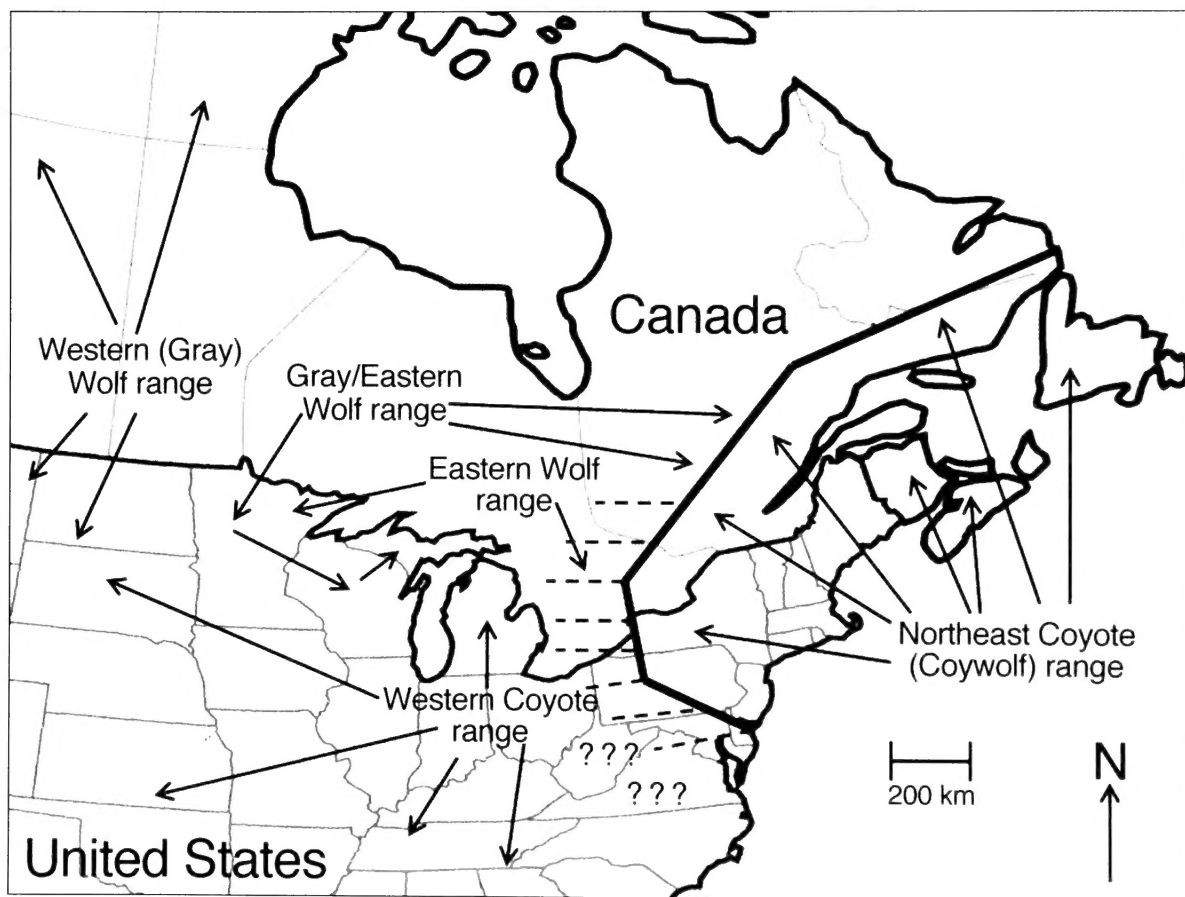 Canada
Western (Gray)
Wolf range
Gray/Eastern
Wolf range
Eastern Wolf
range
Northeast Coyote
(Coywolf) range
Western Coyote
range
? ? ?
? ? ?
200 km
N
United States